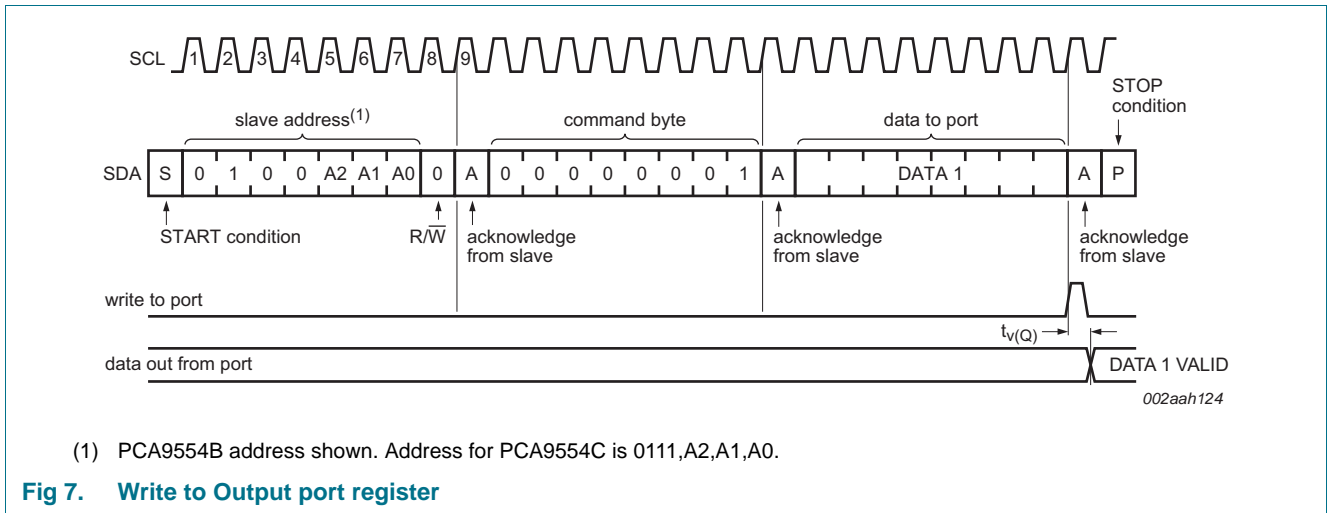 SCL 1 2 3 4 5 6 7 8 9
STOP
condition
slave address(1) command byte data to port
SDA S 0 1 0 0 A2 A1 A0 0 A 0 0 0 0 0 0 0 1 A DATA 1 A P
START condition R/W̅ acknowledge
from slave acknowledge
from slave acknowledge
from slave
write to port
tv(Q)
data out from port DATA 1 VALID
002aah124
(1) PCA9554B address shown. Address for PCA9554C is 0111,A2,A1,A0.
Fig 7. Write to Output port register